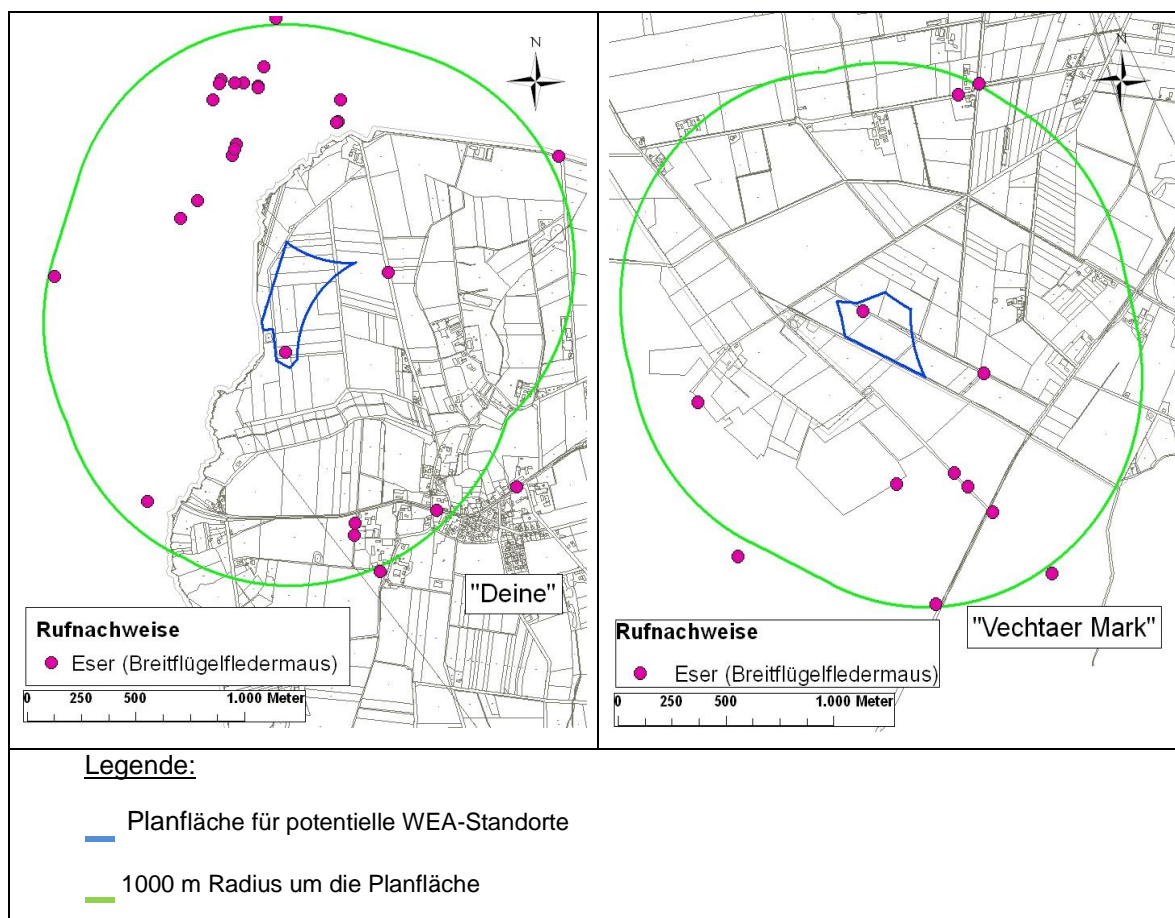 N
"Deine"
Rufnachweise
Eser (Breitflügelfledermaus)
0 250 500 1.000 Meter
N
"Vechtaer Mark"
Rufnachweise
Eser (Breitflügelfledermaus)
0 250 500 1.000 Meter
Legende:
Planfläche für potentielle WEA-Standorte
1000 m Radius um die Planfläche